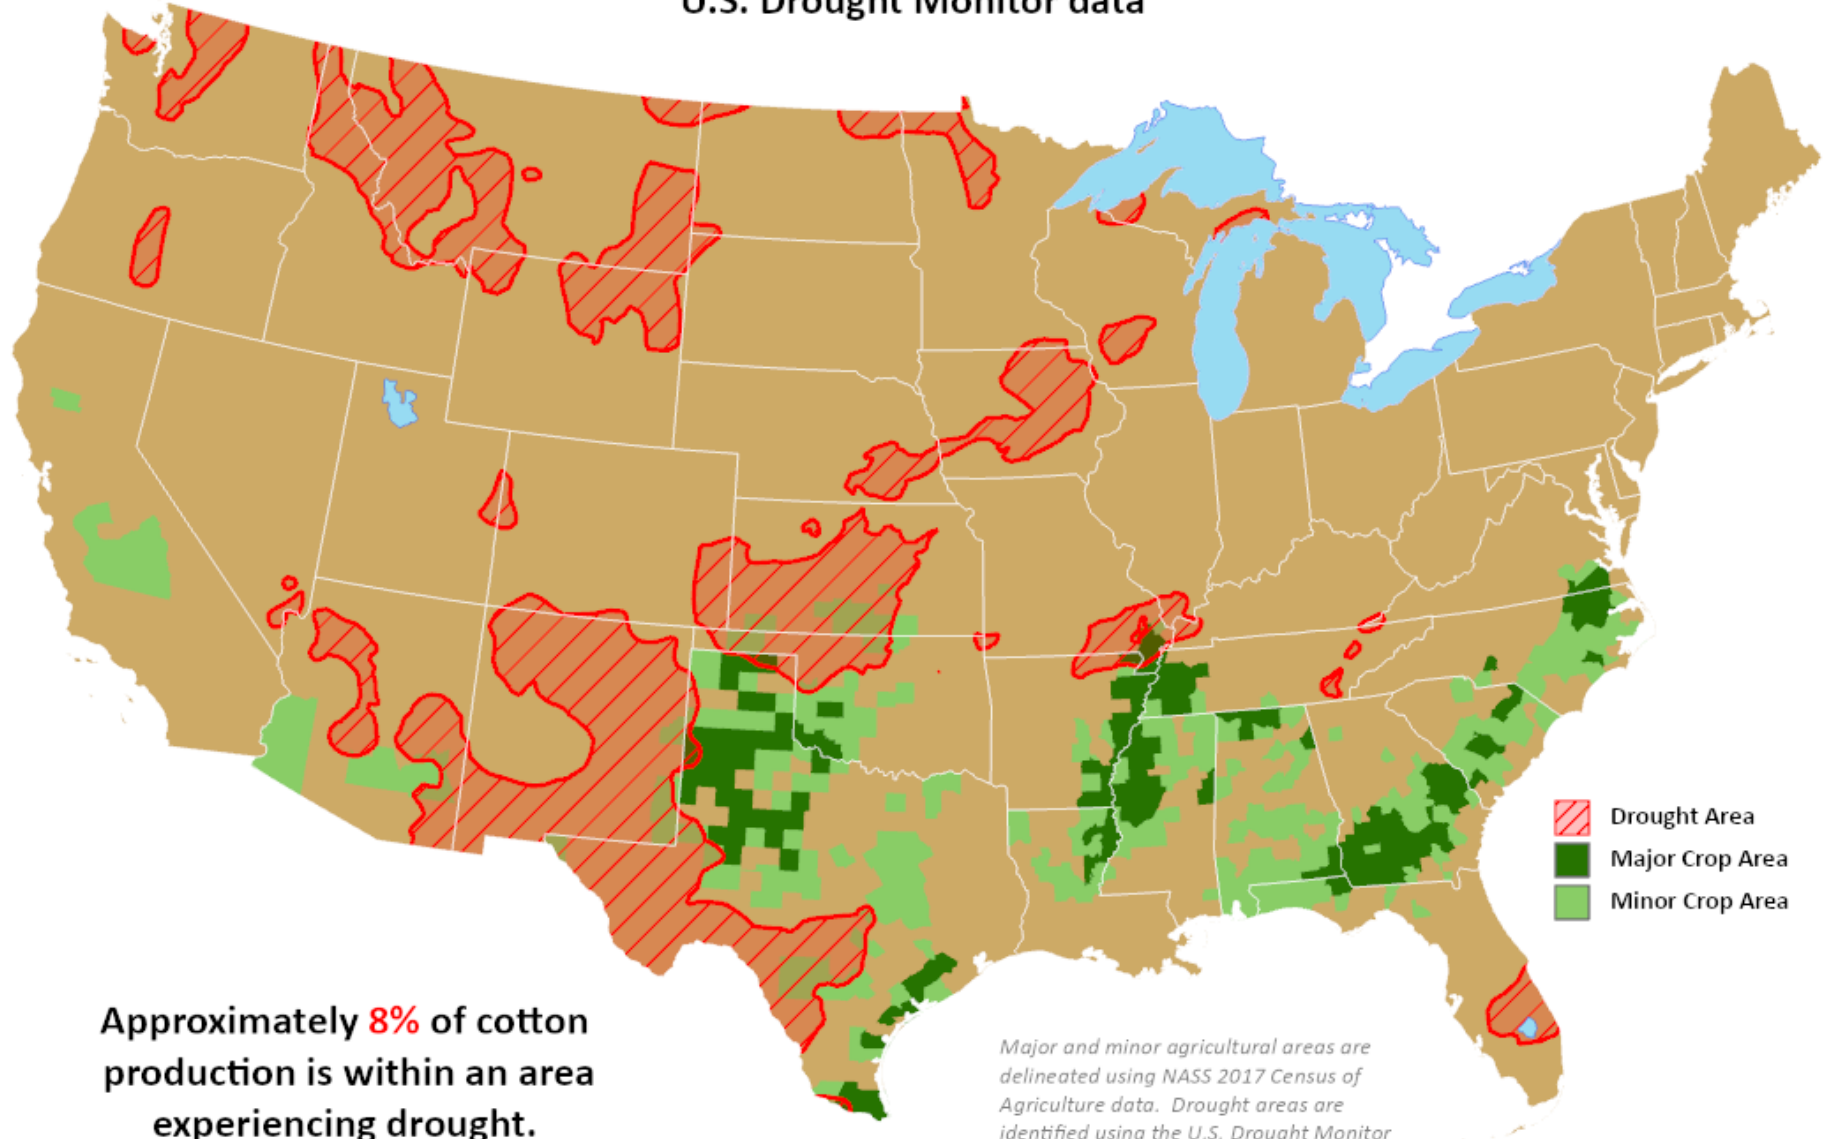 U.S. Drought Monitor data
Drought Area
Major Crop Area
Minor Crop Area
Approximately 8% of cotton
production is within an area
experiencing drought.
Major and minor agricultural areas are
delineated using NASS 2017 Census of
Agriculture data.  Drought areas are
identified using the U.S. Drought Monitor